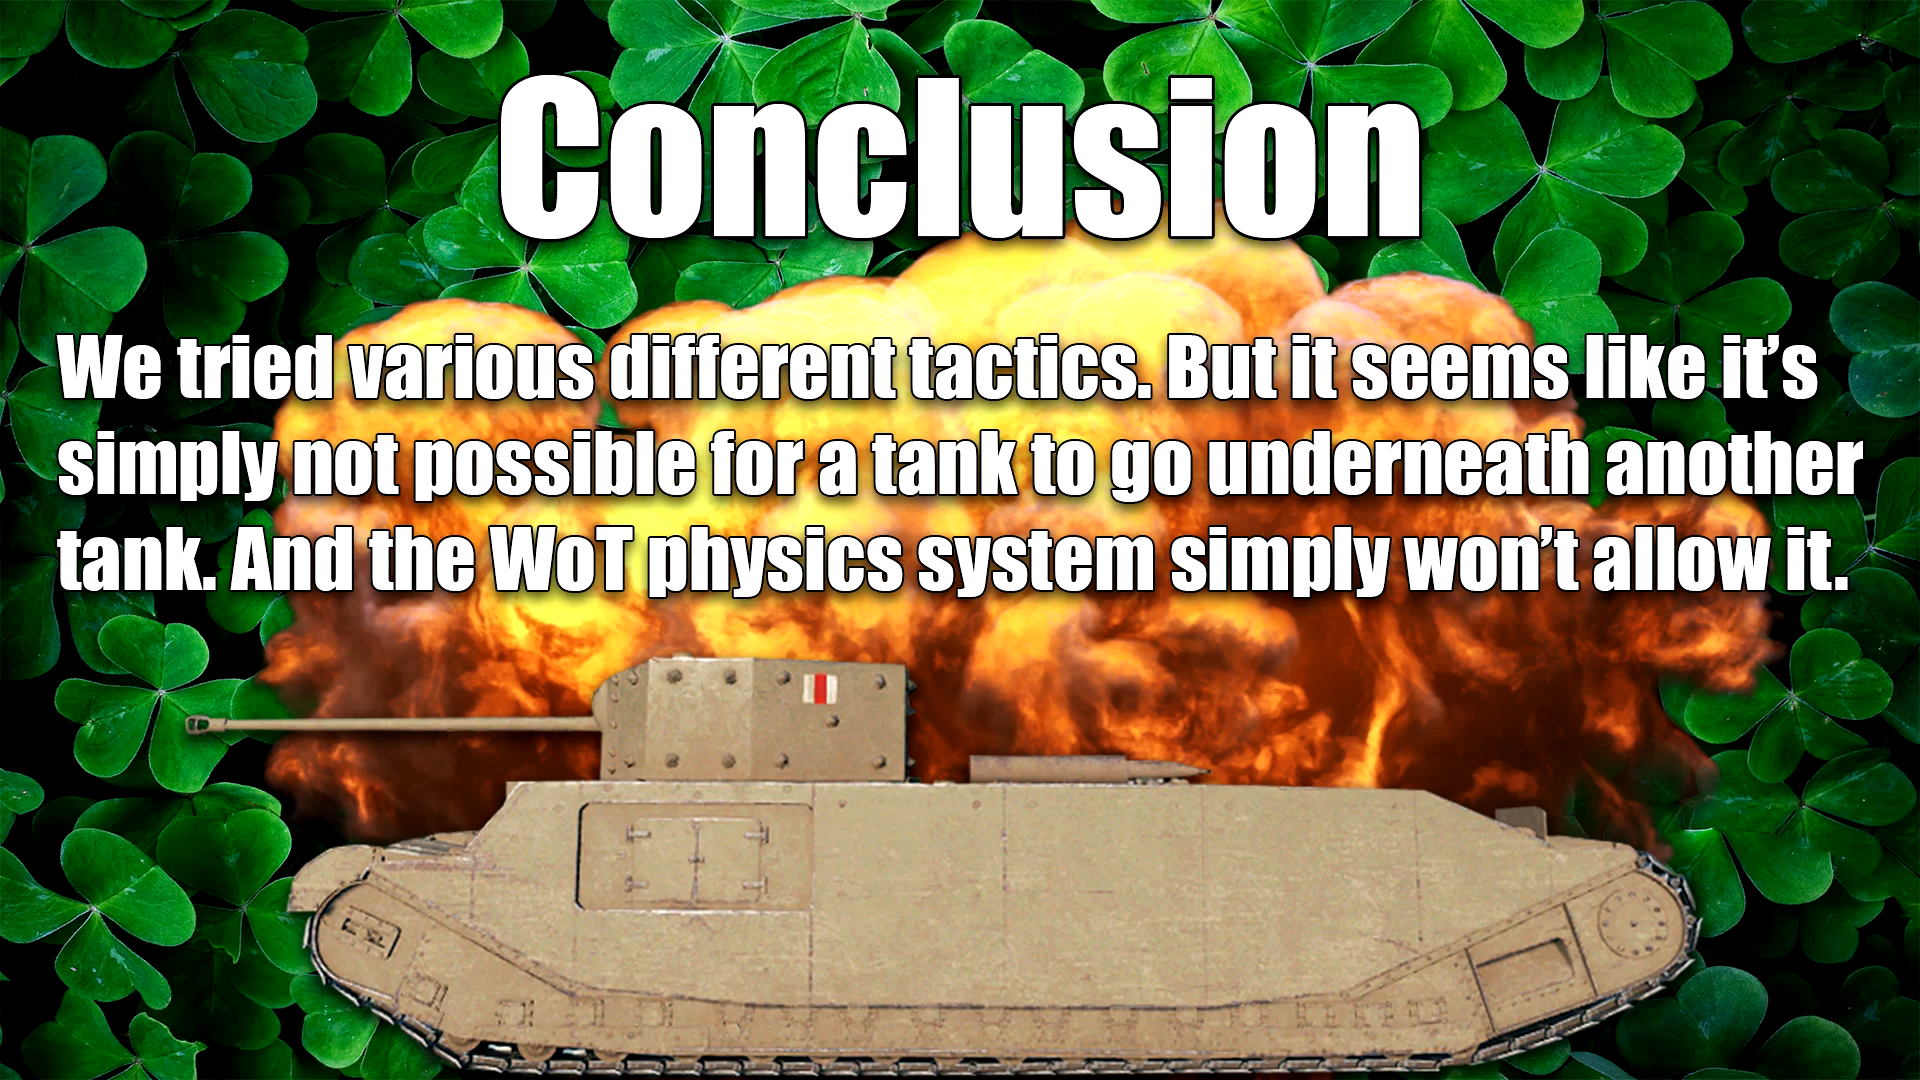 Conclusion
We tried various different tactics. But it seems like it’s
simply not possible for a tank to go underneath another
tank. And the WoT physics system simply won’t allow it.